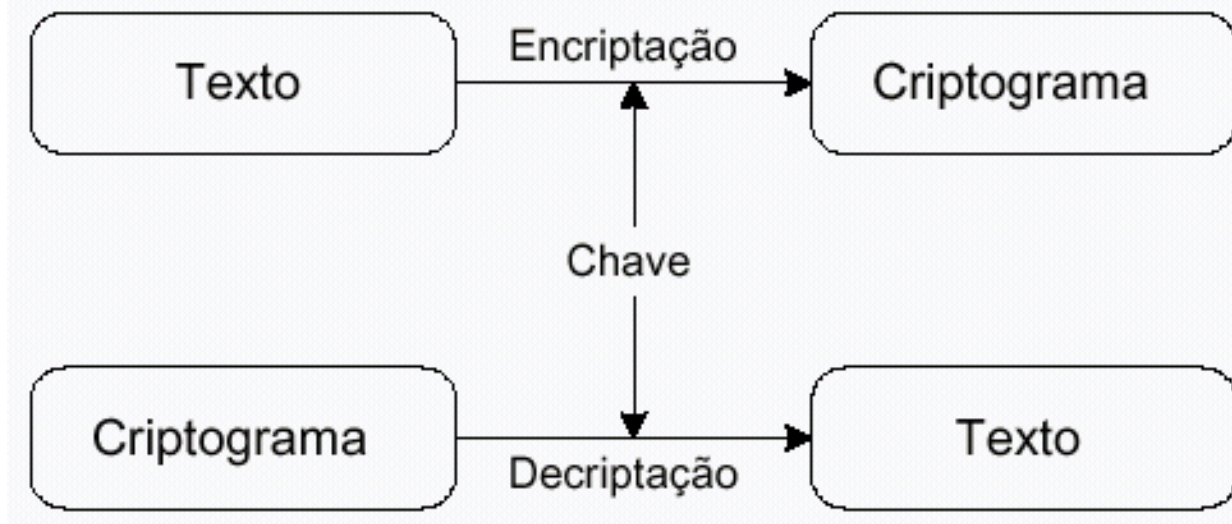 Texto
Encriptação
Criptograma
Chave
Criptograma
Decriptação
Texto